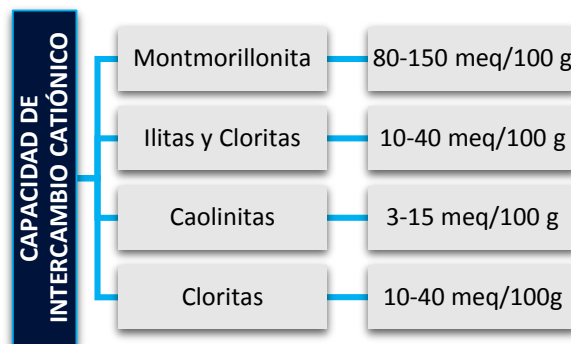 CAPACIDAD DE
INTERCAMBIO CATIÓNICO
Montmorillonita
80-150 meq/100 g
Ilitas y Cloritas
10-40 meq/100 g
Caolinitas
3-15 meq/100 g
Cloritas
10-40 meq/100g